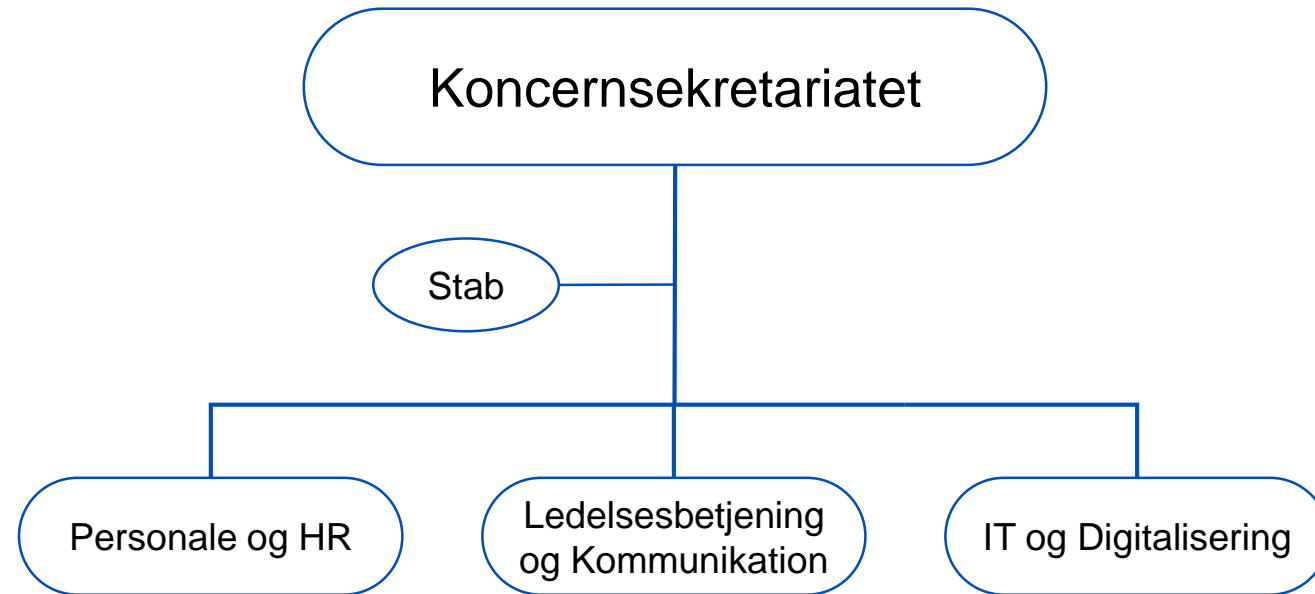 Koncernsekretariatet
Stab
Personale og HR
Ledelsesbetjening
og Kommunikation
IT og Digitalisering